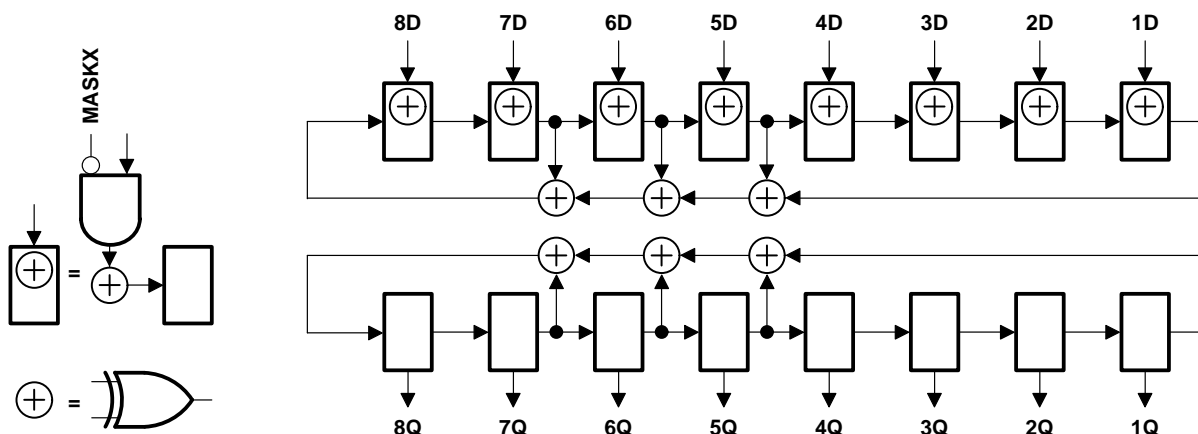 8D 7D 6D 5D 4D 3D 2D 1D
MASKX
=
=
8Q 7Q 6Q 5Q 4Q 3Q 2Q 1Q